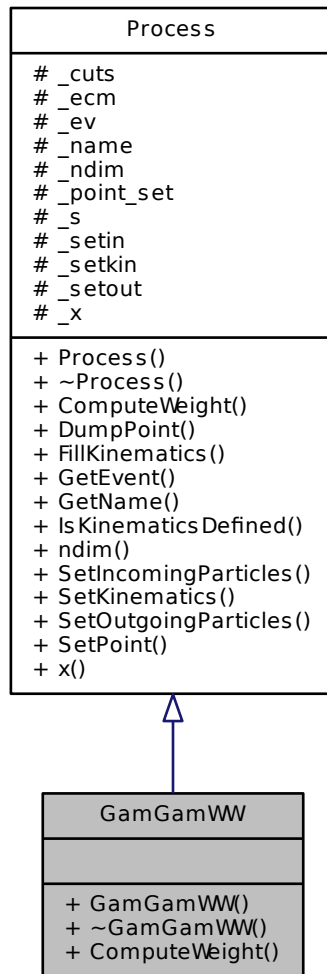 Process
# _cuts
# _ecm
# _ev
# _name
# _ndim
# _point_set
# _s
# _setin
# _setkin
# _setout
# _x
+ Process()
+ ~Process()
+ ComputeWeight()
+ DumpPoint()
+ FillKinematics()
+ GetEvent()
+ GetName()
+ IsKinematicsDefined()
+ ndim()
+ SetIncomingParticles()
+ SetKinematics()
+ SetOutgoingParticles()
+ SetPoint()
+ x()
GamGamWW
+ GamGamWW()
+ ~GamGamWW()
+ ComputeWeight()